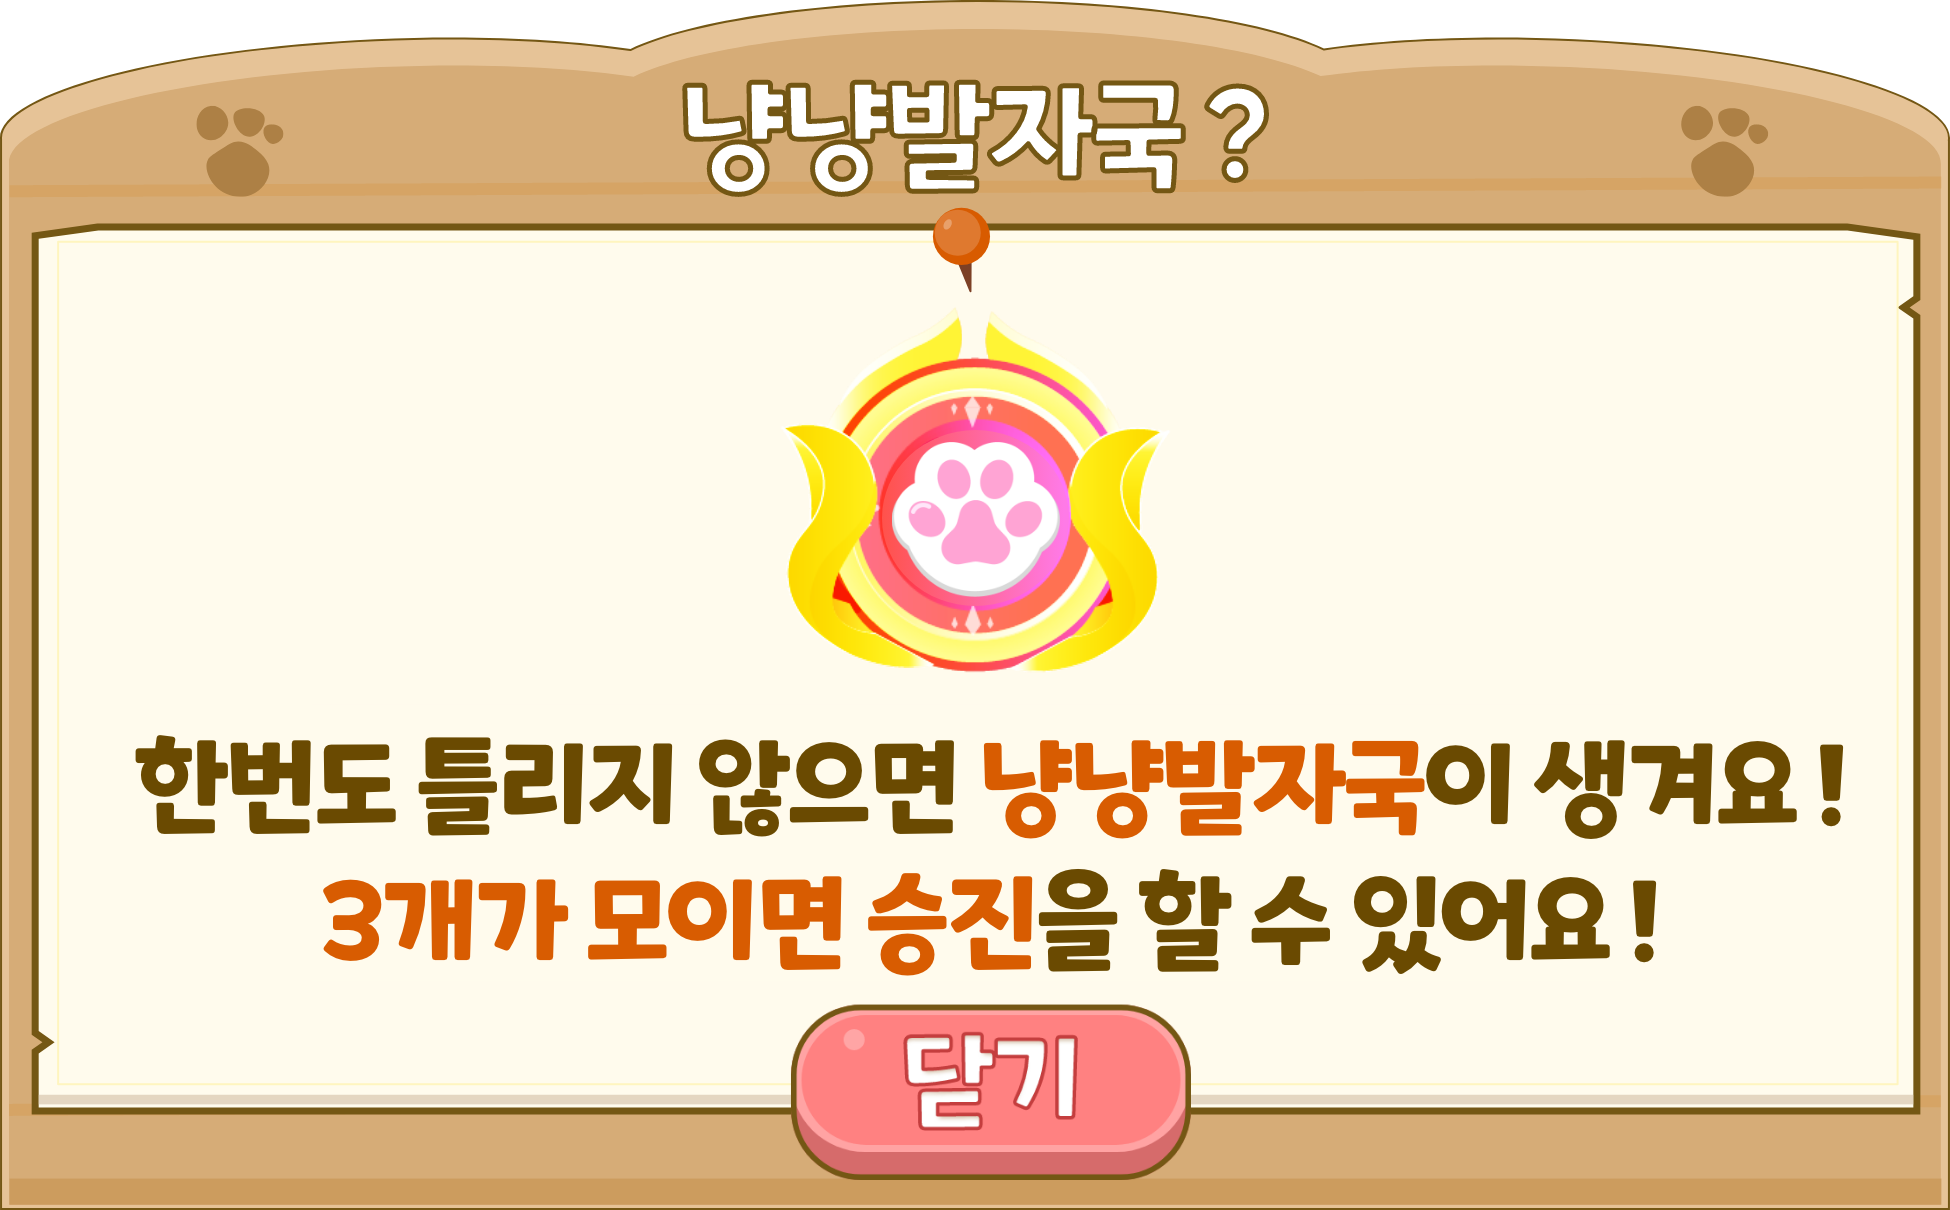 냥냥발자국?
한번도 틀리지 않으면 냥냥발자국이 생겨요!
3개가 모이면 승진을 할 수 있어요!
닫기